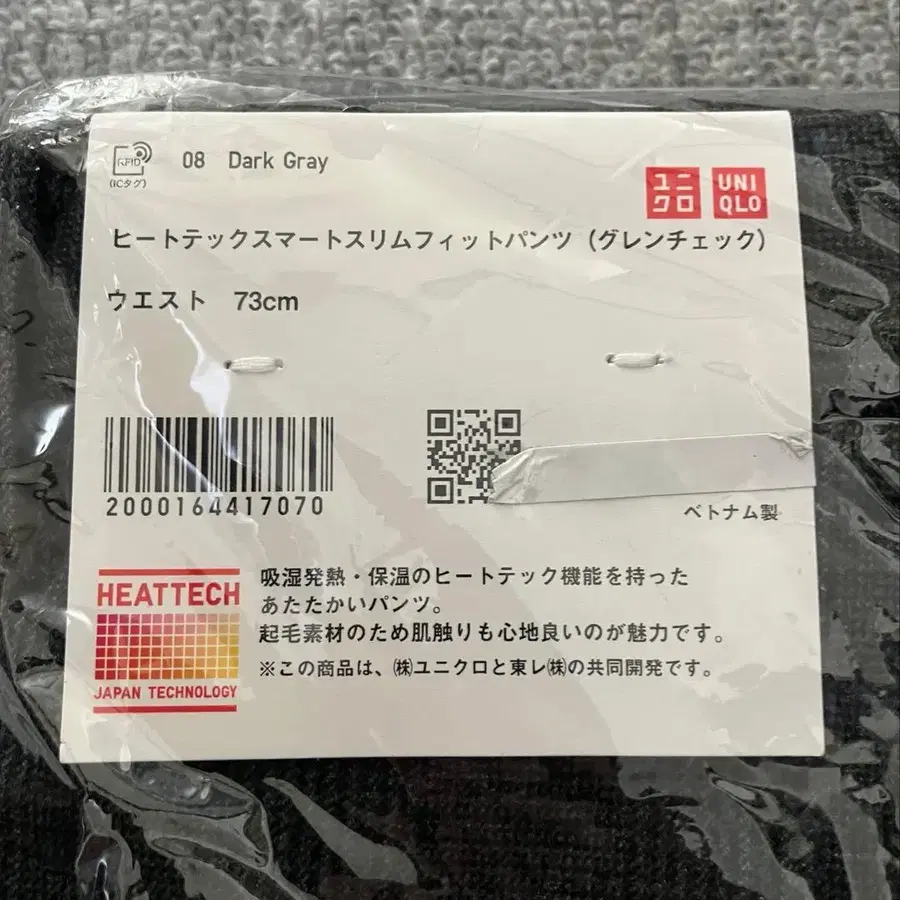 RFID
(ICタグ)
08 Dark Gray
ユニ
クロ
UNI
QLO
ヒートテックスマートスリムフィットパンツ（グレンチェック）
ウエスト 73cm
2000164417070
ベトナム製
HEATTECH
JAPAN TECHNOLOGY
吸湿発熱・保温のヒートテック機能を持った
あたたかいパンツ。
起毛素材のため肌触りも心地良いのが魅力です。
※この商品は、㈱ユニクロと東レ㈱の共同開発です。